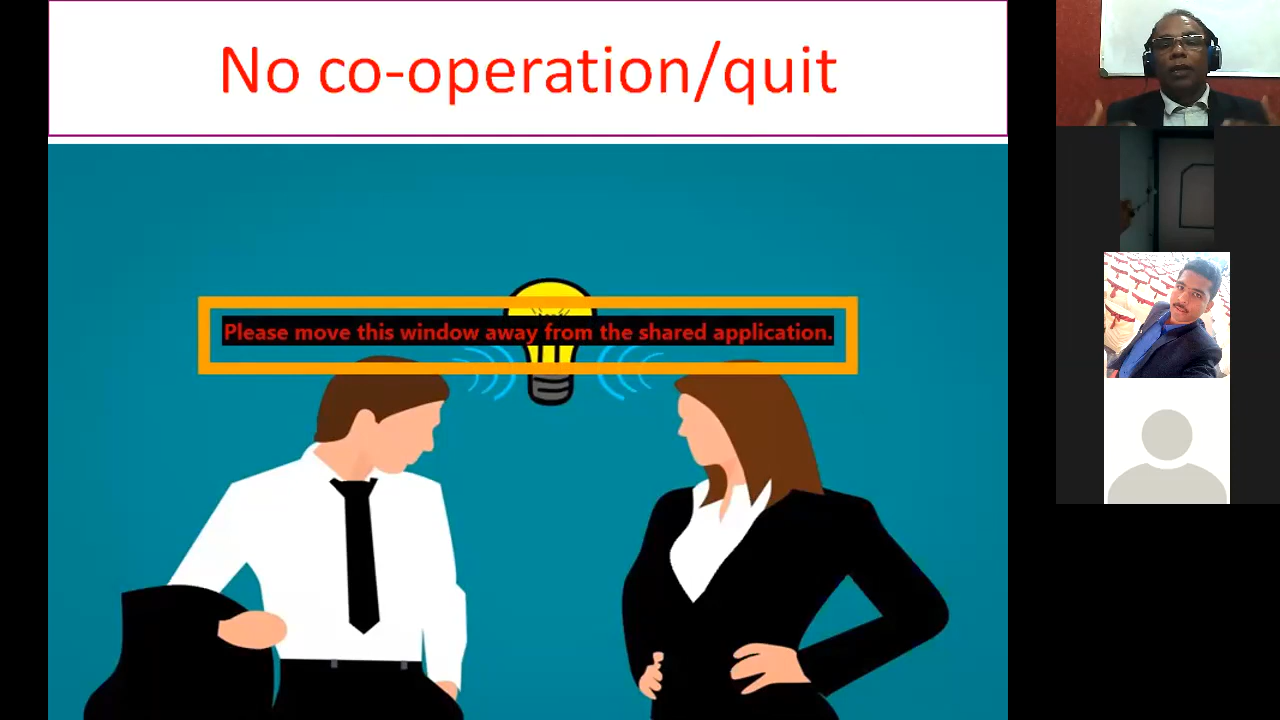 No co-operation/quit
Please move this window away from the shared application.